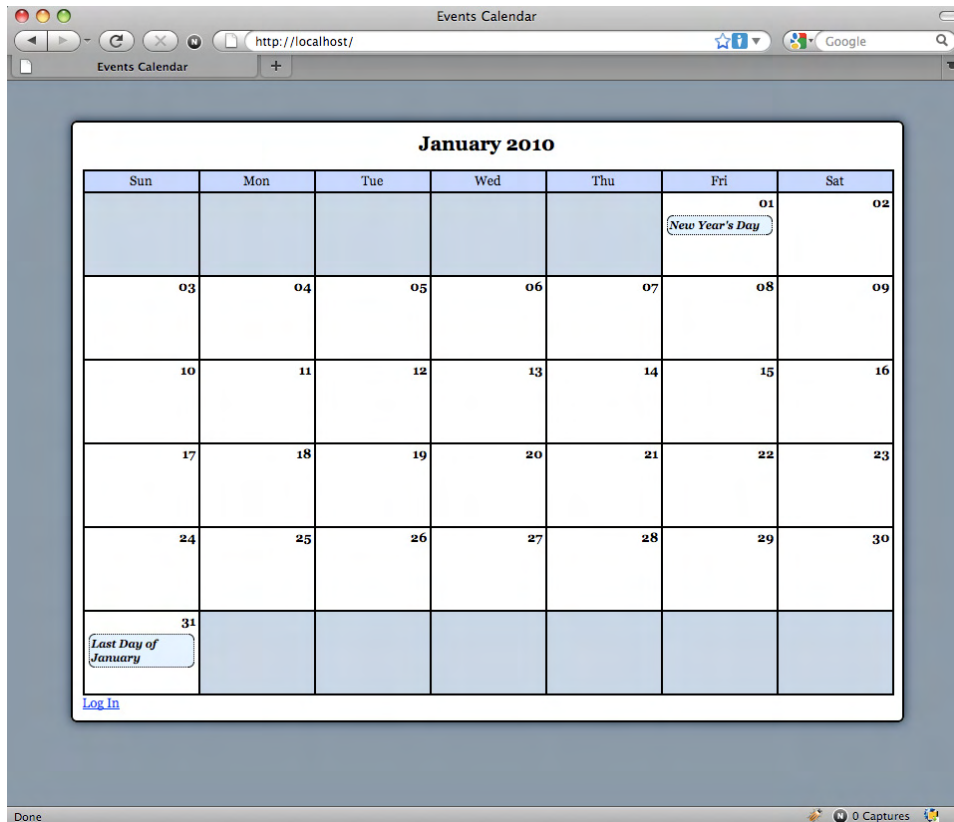 Events Calendar
http://localhost/
Google
Events Calendar
+
January 2010
Sun Mon Tue Wed Thu Fri Sat
01 02
New Year's Day
03 04 05 06 07 08 09
10 11 12 13 14 15 16
17 18 19 20 21 22 23
24 25 26 27 28 29 30
31
Last Day of
January
Log In
Done N 0 Captures